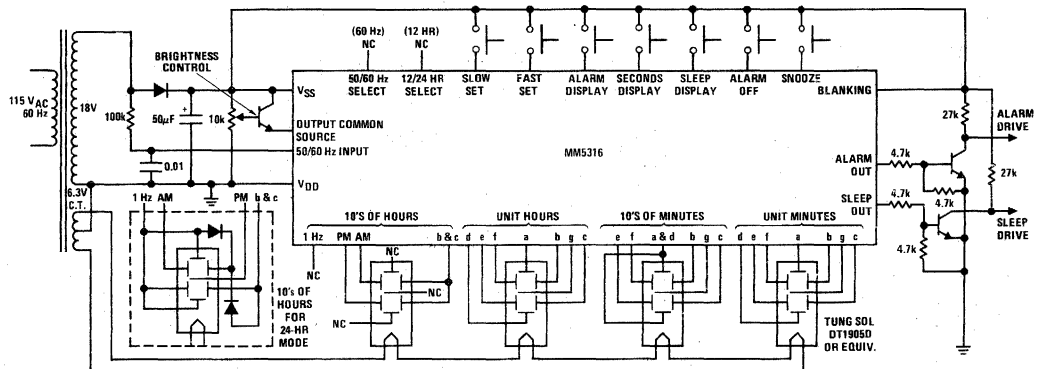 (60 Hz)
NC
(12 HR)
NC
BRIGHTNESS
CONTROL
50/60 Hz
SELECT
12/24 HR
SELECT
SLOW
SET
FAST
SET
ALARM
DISPLAY
SECONDS
DISPLAY
SLEEP
DISPLAY
ALARM
OFF
SNOOZE
115 VAC
60 Hz
18V
100k
50μF
+
10k
VSS
BLANKING
OUTPUT COMMON
SOURCE
50/60 Hz INPUT
0.01
MM5316
27k
ALARM
DRIVE
ALARM
OUT
4.7k
27k
VDD
6.3V
C.T.
1 Hz AM PM b & c
SLEEP
OUT
4.7k
4.7k
SLEEP
DRIVE
4.7k
10'S OF HOURS
UNIT HOURS
10'S OF MINUTES
UNIT MINUTES
1 Hz PM AM b & c
d e f a b g c
e f a & d b g c
d e f a b g c
NC
NC
NC
NC
10's OF
HOURS
FOR
24-HR
MODE
TUNG SOL
DT1905D
OR EQUIV.